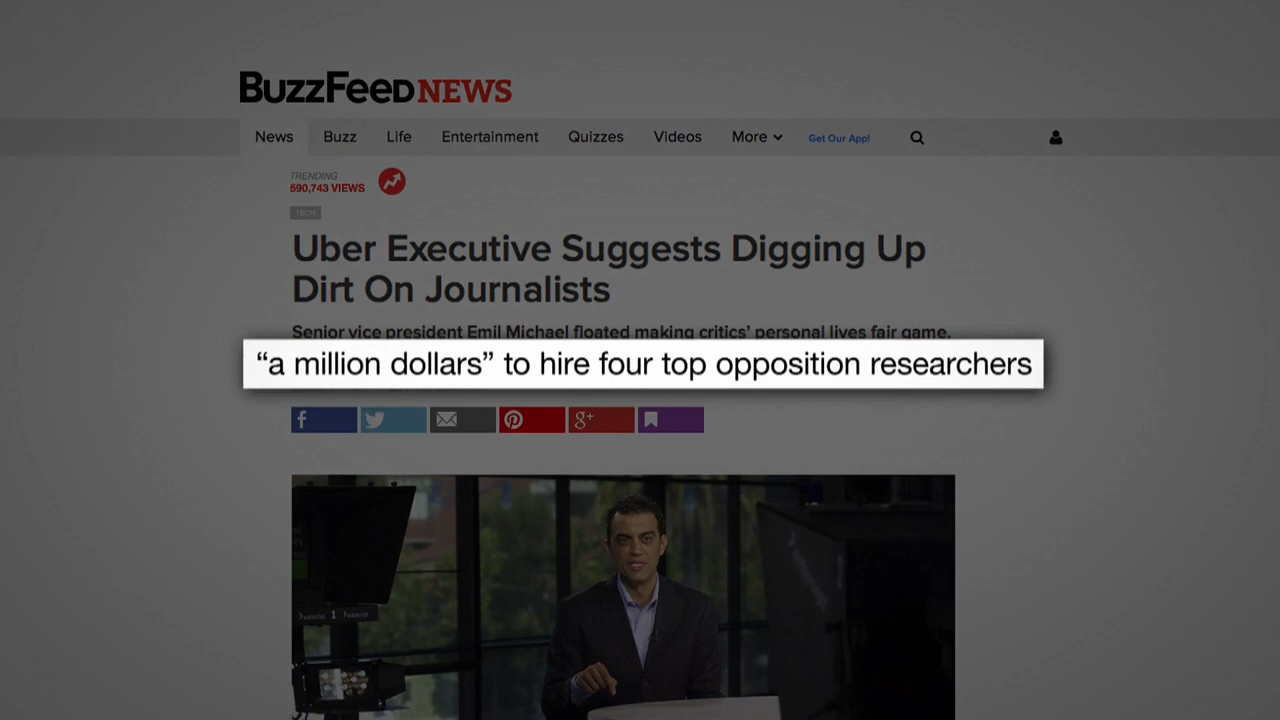 BuzzFeed NEWS
News Buzz Life Entertainment Quizzes Videos More Get Our App!
TRENDING
590,743 VIEWS
TECH
Uber Executive Suggests Digging Up
Dirt On Journalists
Senior vice president Emil Michael floated making critics’ personal lives fair game.
“a million dollars” to hire four top opposition researchers
f g+